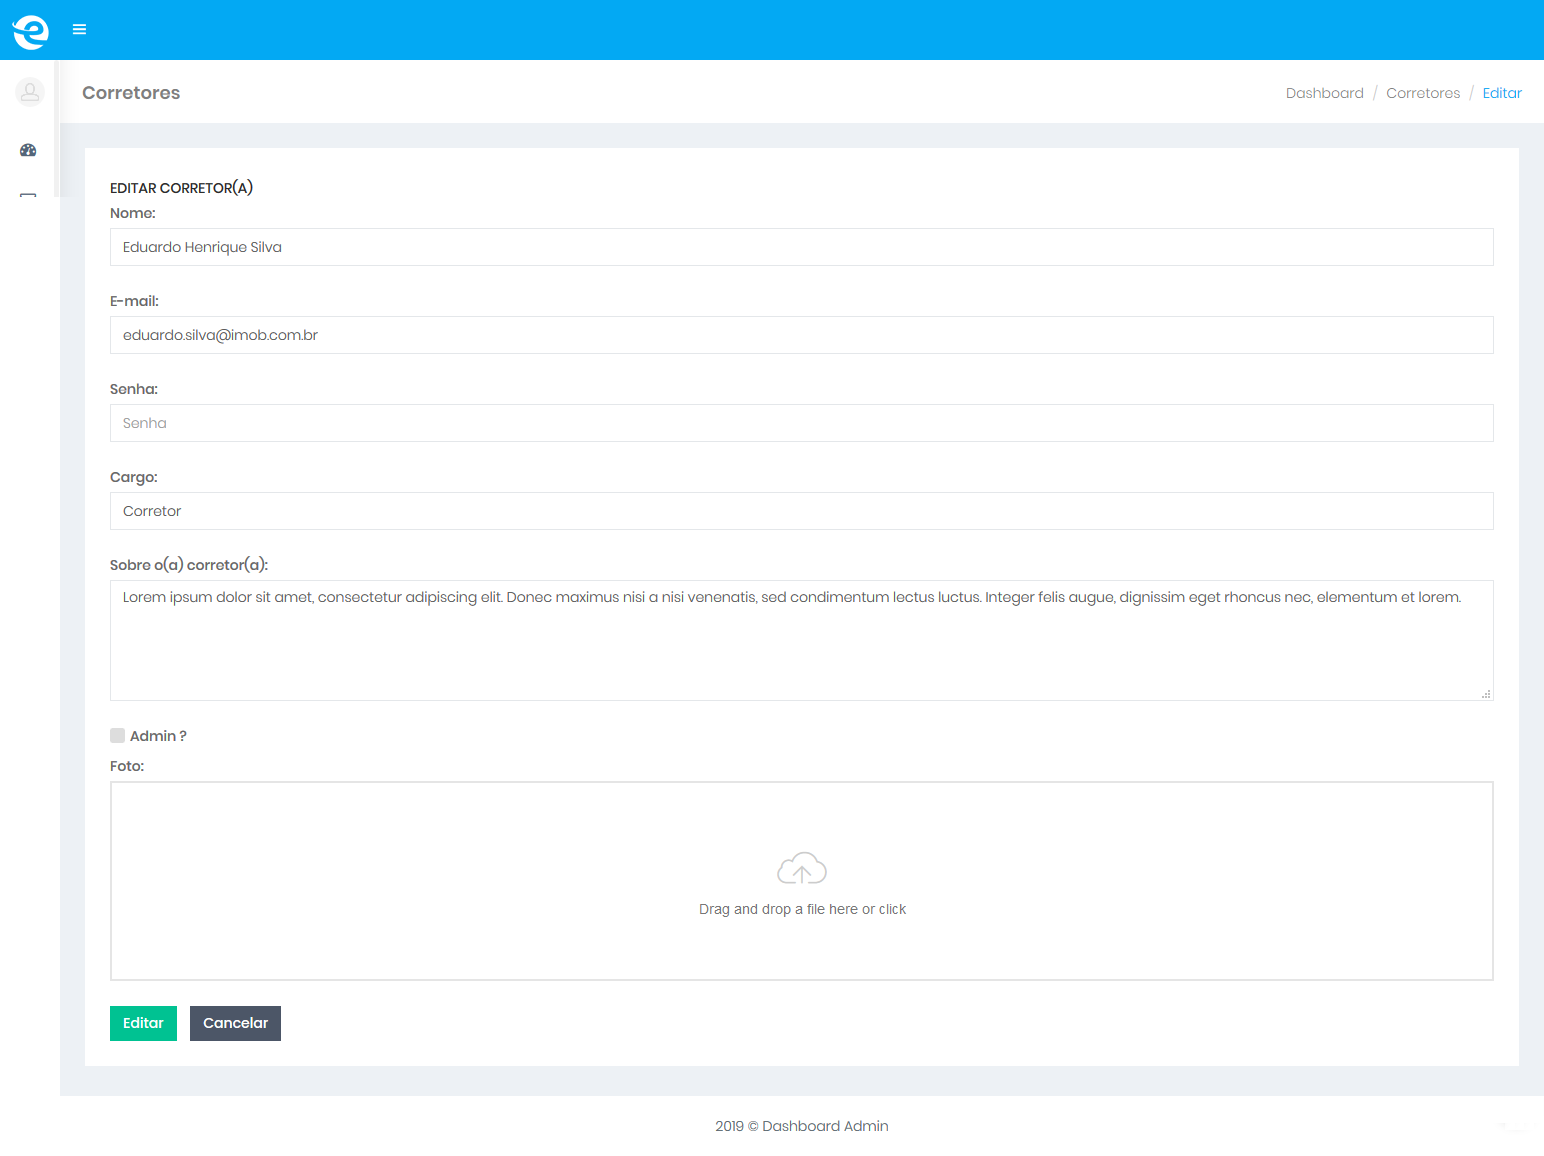 Corretores
Dashboard / Corretores / Editar
EDITAR CORRETOR(A)
Nome:
Eduardo Henrique Silva
E-mail:
eduardo.silva@imob.com.br
Senha:
Senha
Cargo:
Corretor
Sobre o(a) corretor(a):
Lorem ipsum dolor sit amet, consectetur adipiscing elit. Donec maximus nisi a nisi venenatis, sed condimentum lectus luctus. Integer felis augue, dignissim eget rhoncus nec, elementum et lorem.
Admin ?
Foto:
Drag and drop a file here or click
Editar Cancelar
2019 © Dashboard Admin